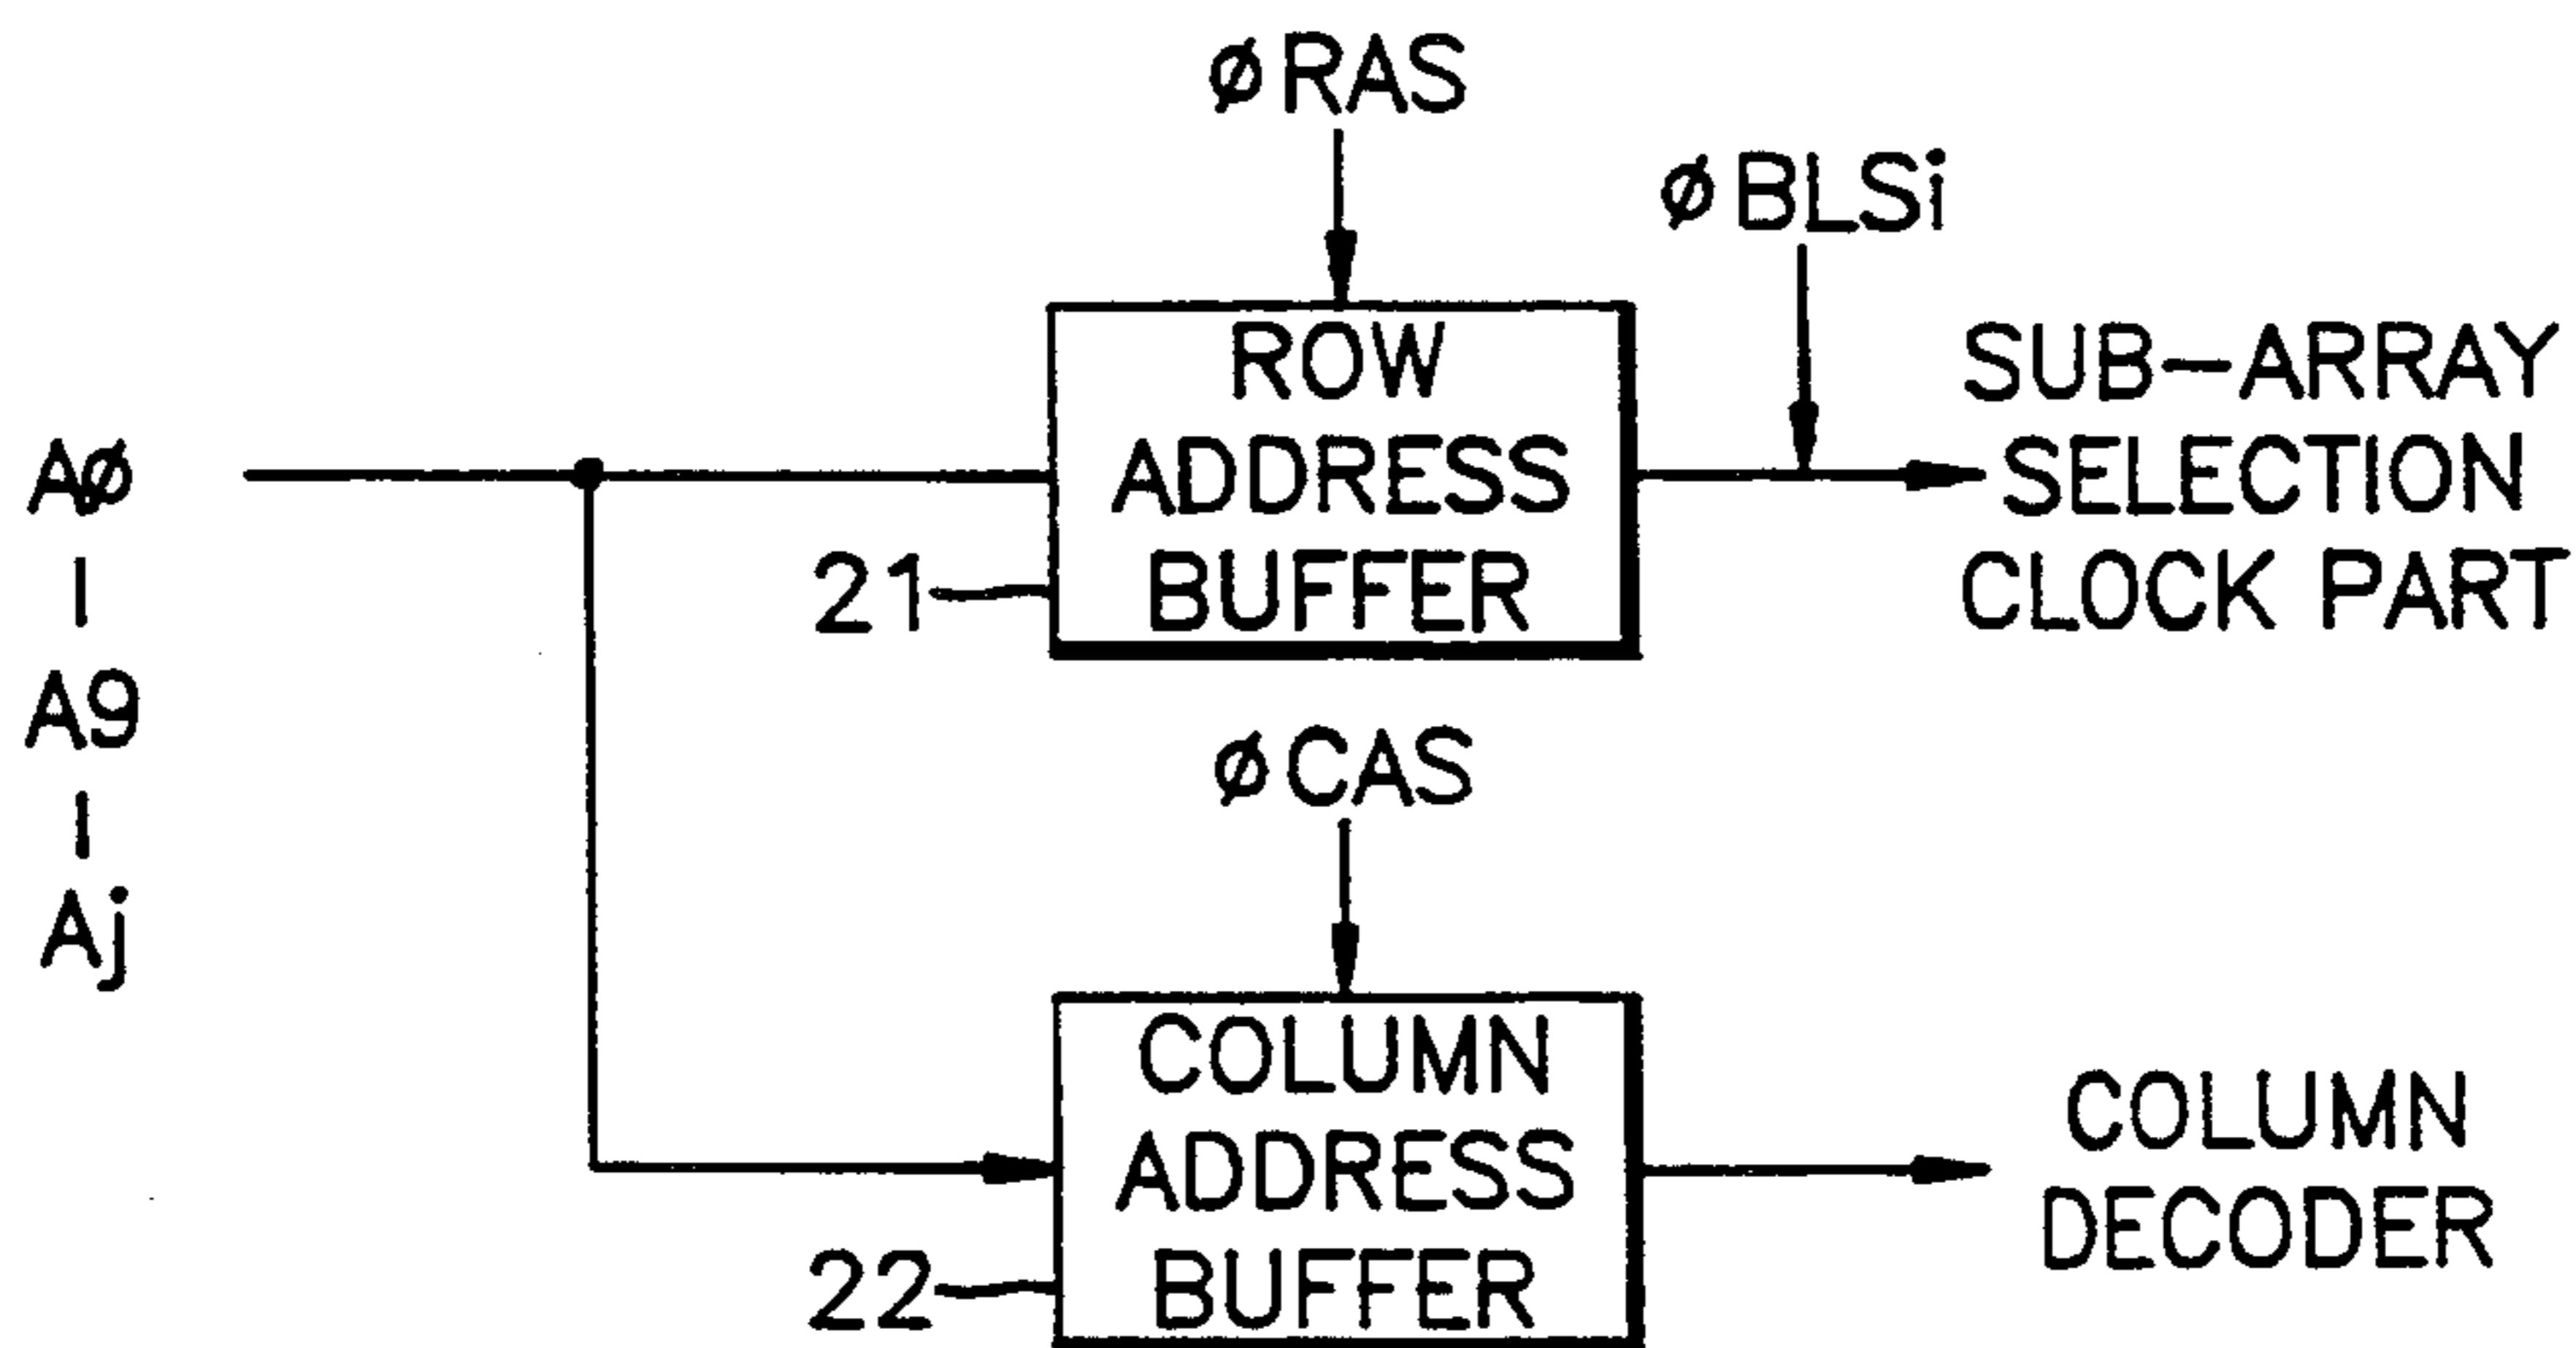 øRAS
øBLSi
ROW
ADDRESS
BUFFER
21
SUB-ARRAY
SELECTION
CLOCK PART
Aø
|
A9
|
Aj
øCAS
COLUMN
ADDRESS
BUFFER
22
COLUMN
DECODER